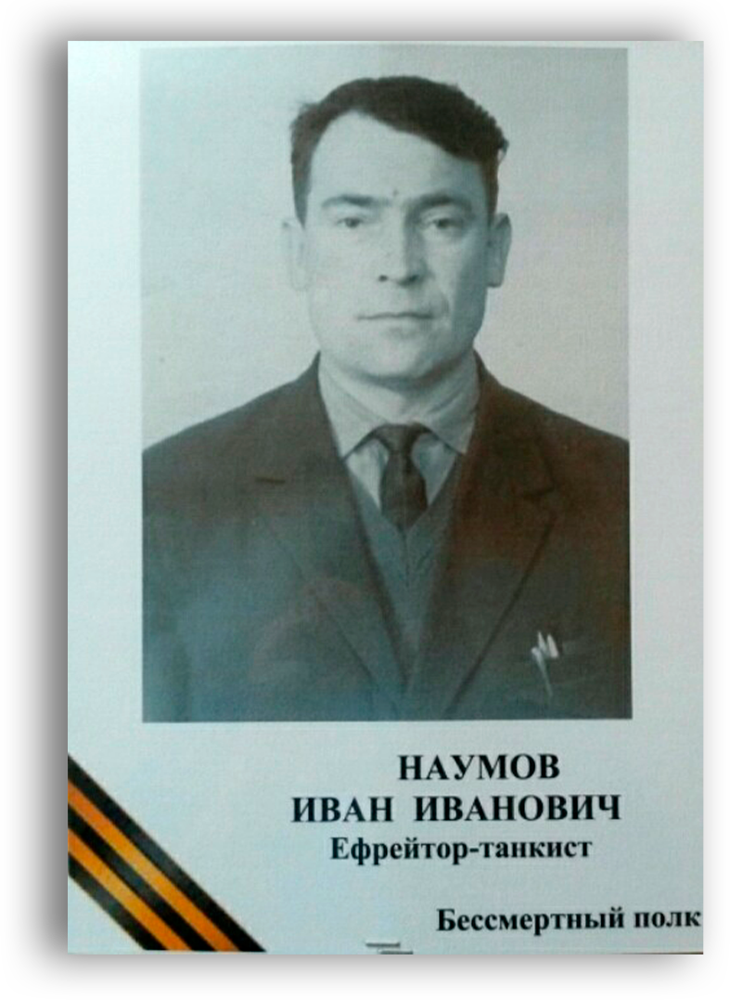 НАУМОВ
ИВАН ИВАНОВИЧ
Ефрейтор-танкист
Бессмертный полк